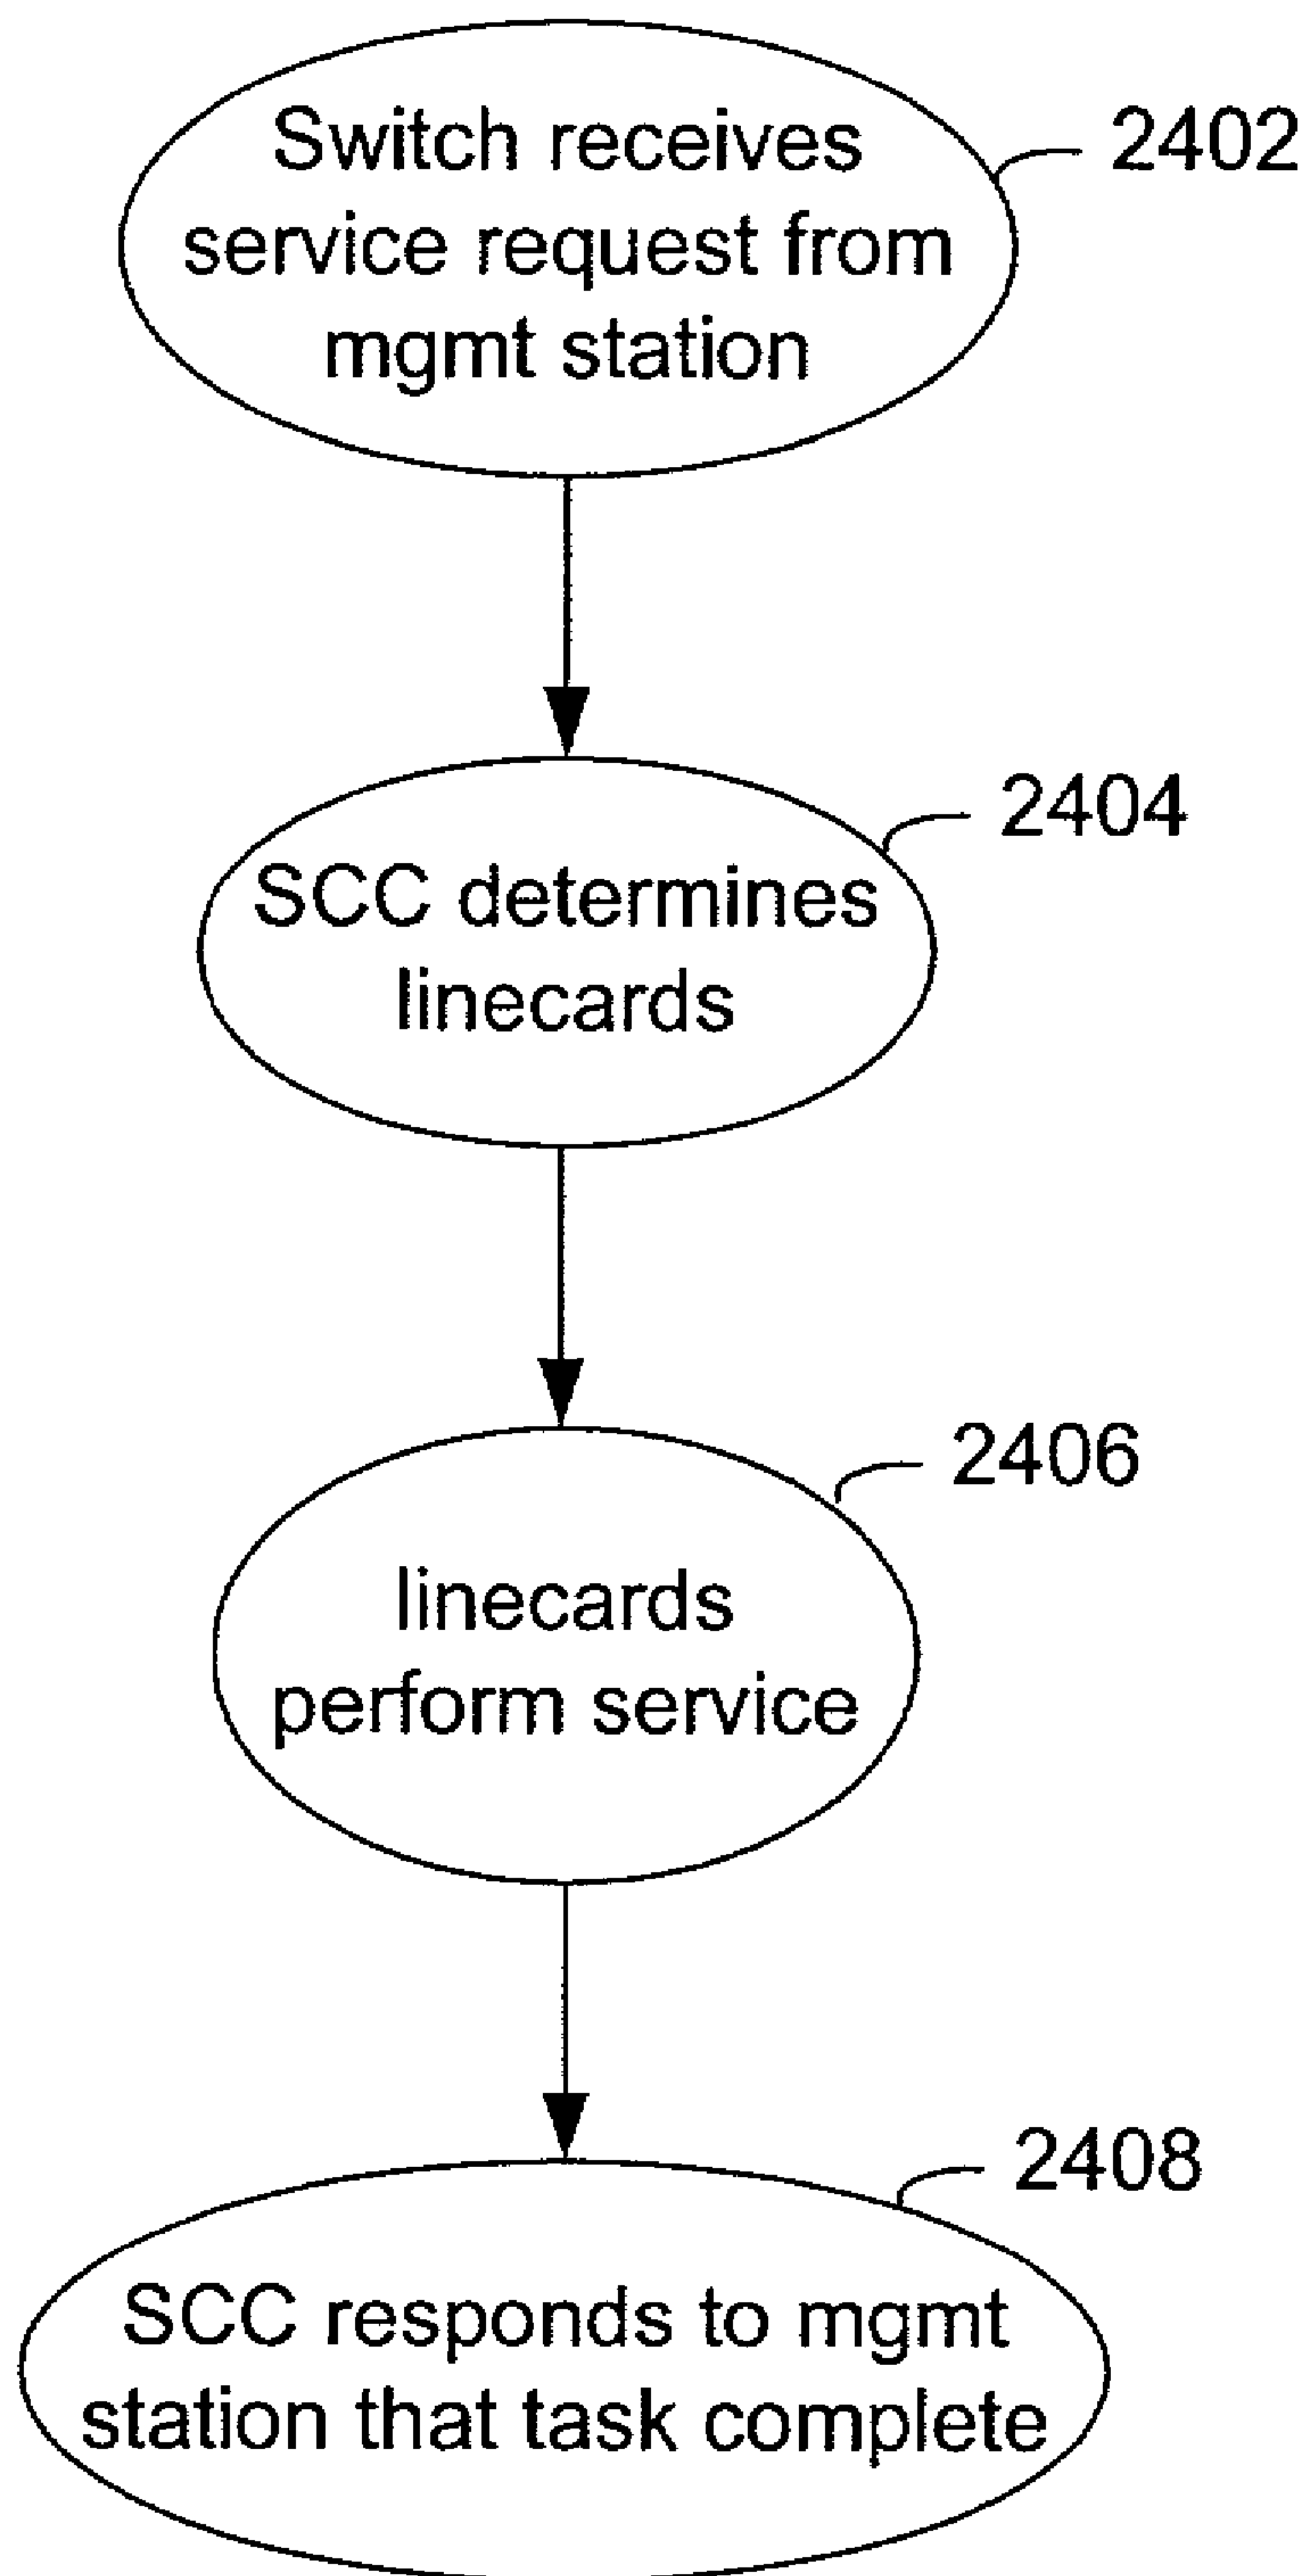 Switch receives
service request from
mgmt station
2402
SCC determines
linecards
2404
linecards
perform service
2406
SCC responds to mgmt
station that task complete
2408